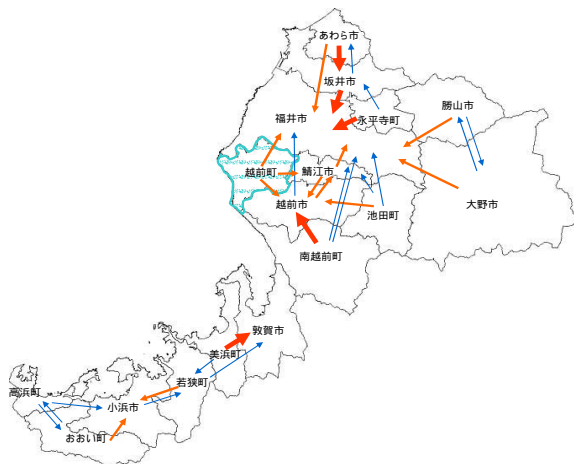 あわら市
坂井市
勝山市
福井市
永平寺町
越前町
鯖江市
越前市
池田町
大野市
南越前町
敦賀市
美浜町
若狭町
高浜町
小浜市
おおい町